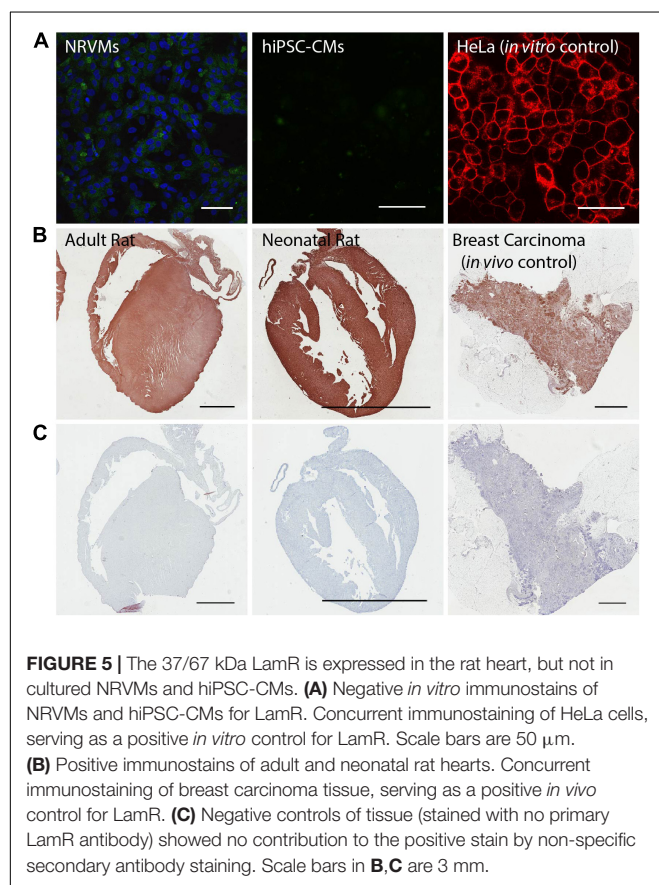 A
NRVMs
hiPSC-CMs
HeLa (in vitro control)
B
Adult Rat
Neonatal Rat
Breast Carcinoma
(in vivo control)
C
FIGURE 5 | The 37/67 kDa LamR is expressed in the rat heart, but not in
cultured NRVMs and hiPSC-CMs. (A) Negative in vitro immunostains of
NRVMs and hiPSC-CMs for LamR. Concurrent immunostaining of HeLa cells,
serving as a positive in vitro control for LamR. Scale bars are 50 μm.
(B) Positive immunostains of adult and neonatal rat hearts. Concurrent
immunostaining of breast carcinoma tissue, serving as a positive in vivo
control for LamR. (C) Negative controls of tissue (stained with no primary
LamR antibody) showed no contribution to the positive stain by non-specific
secondary antibody staining. Scale bars in B,C are 3 mm.